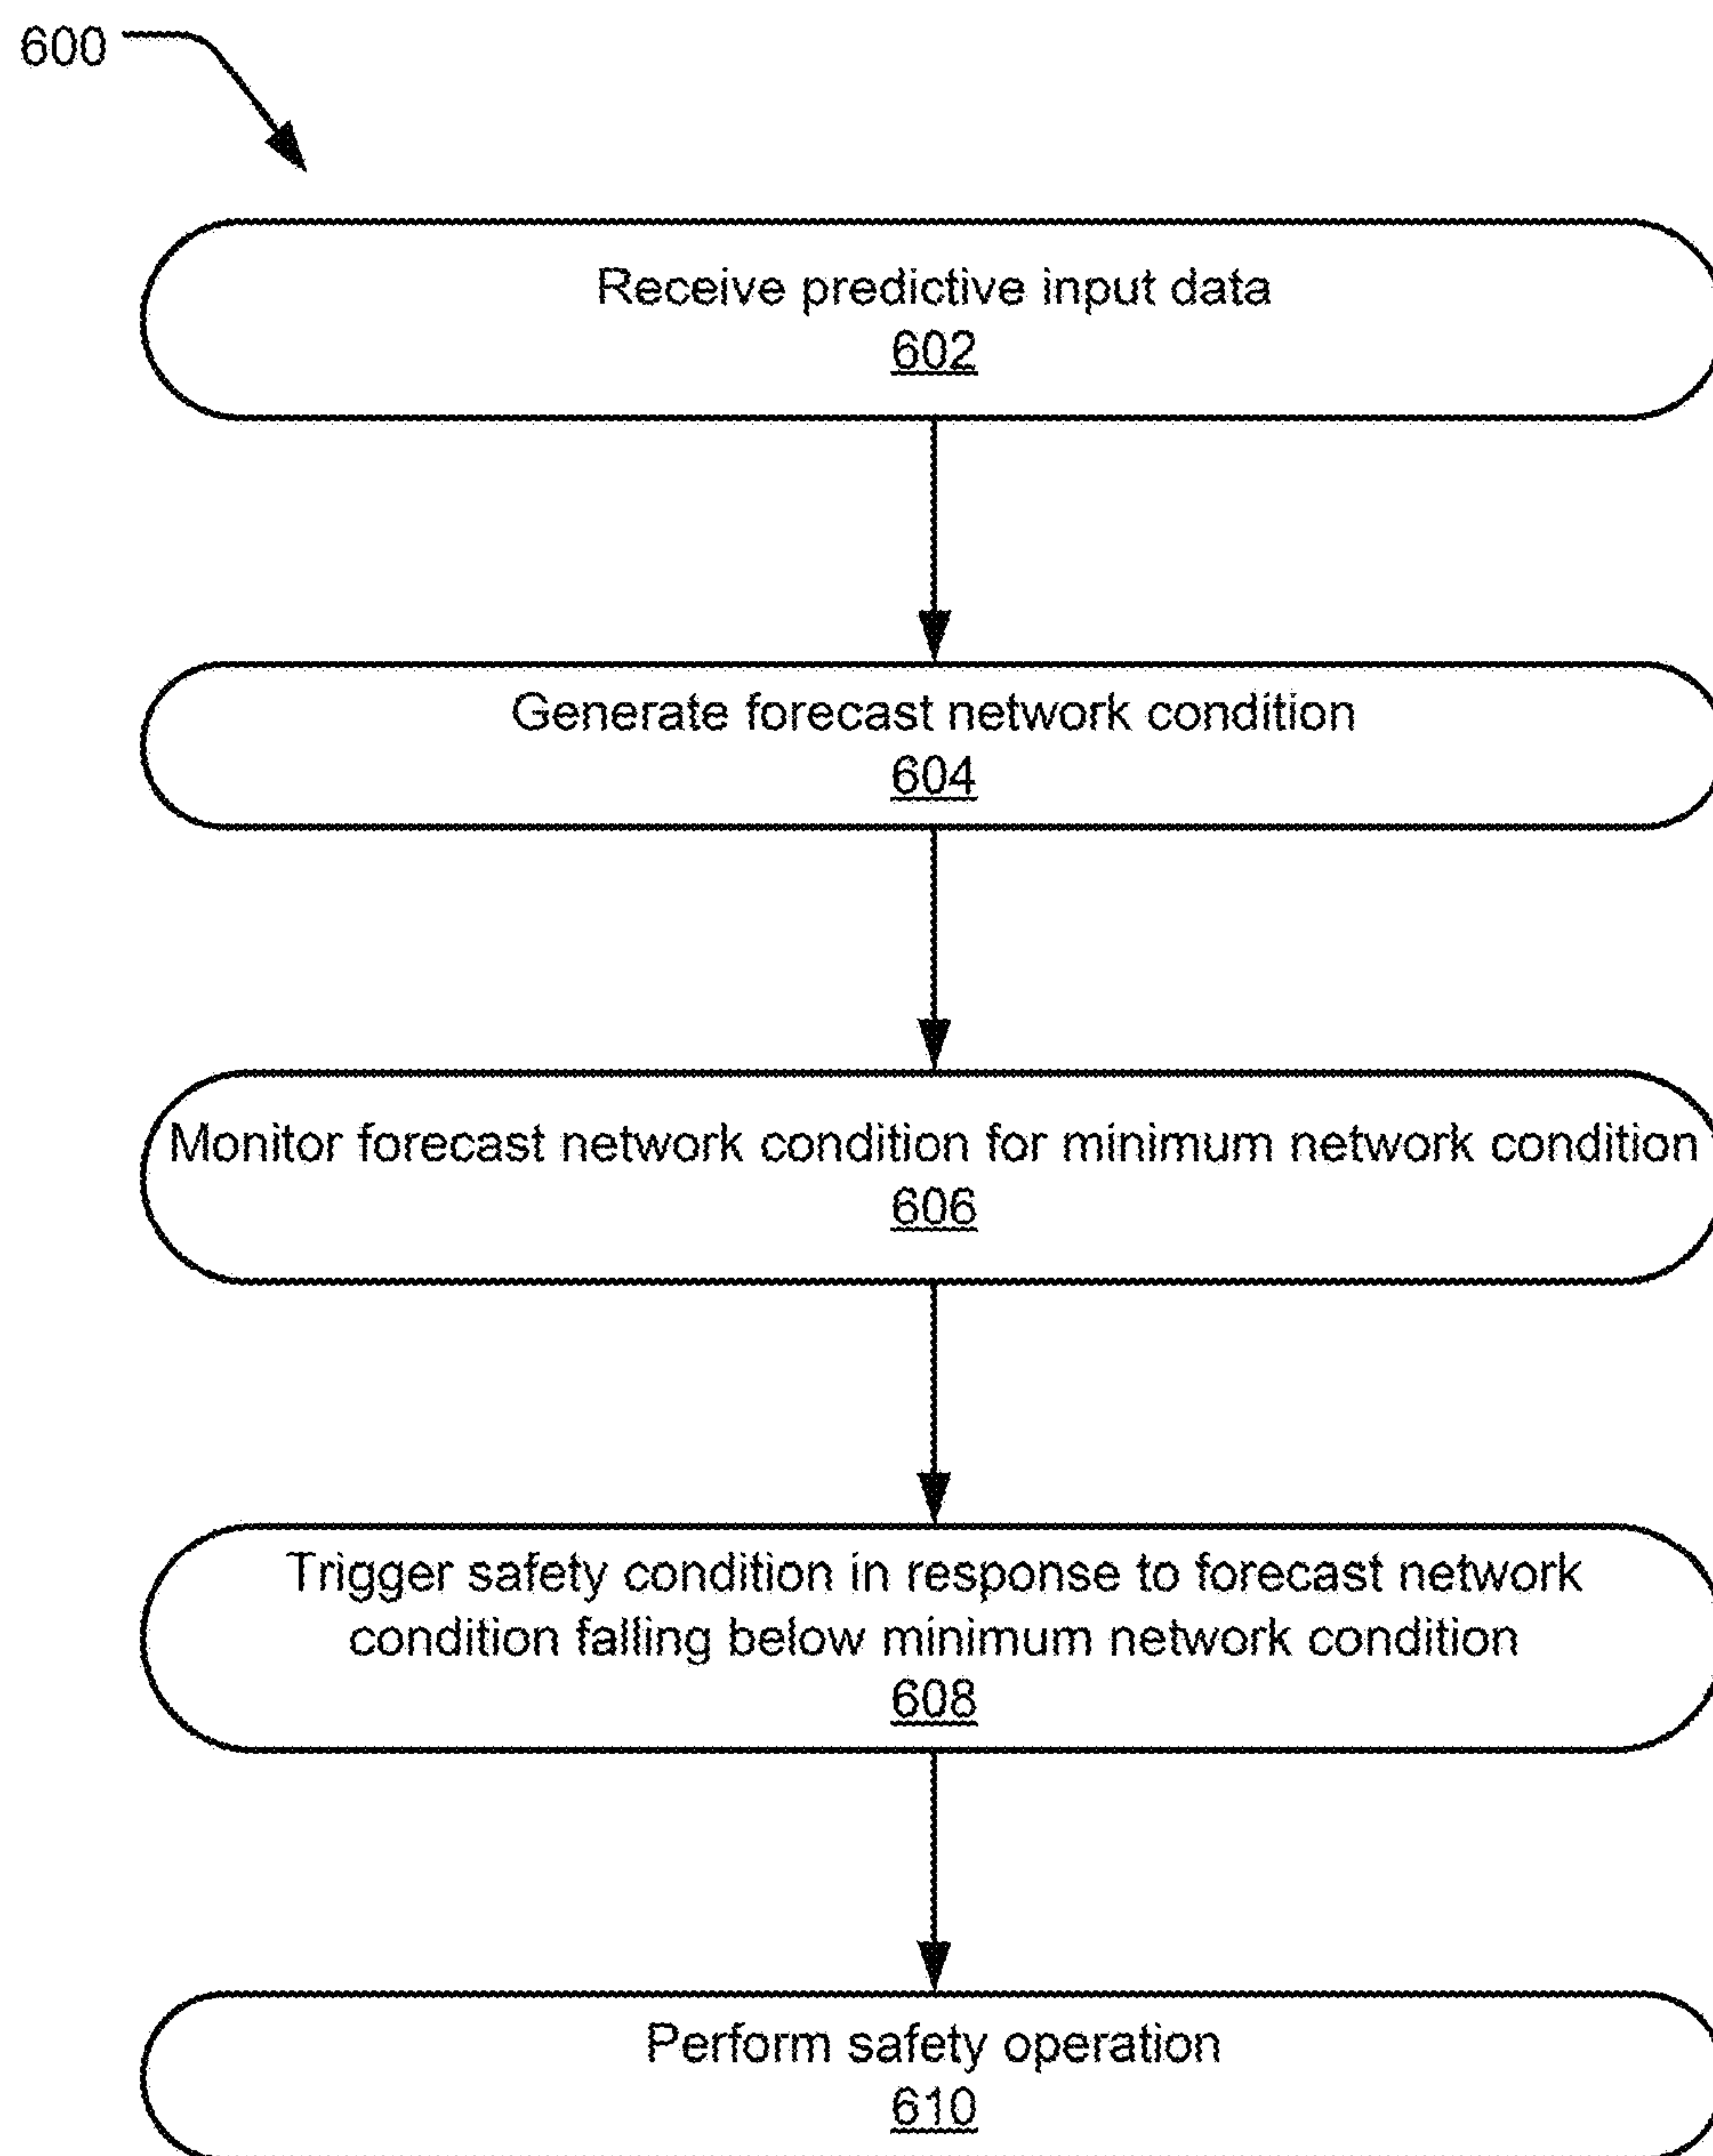 600
Receive predictive input data
602
Generate forecast network condition
604
Monitor forecast network condition for minimum network condition
606
Trigger safety condition in response to forecast network
condition falling below minimum network condition
608
Perform safety operation
610